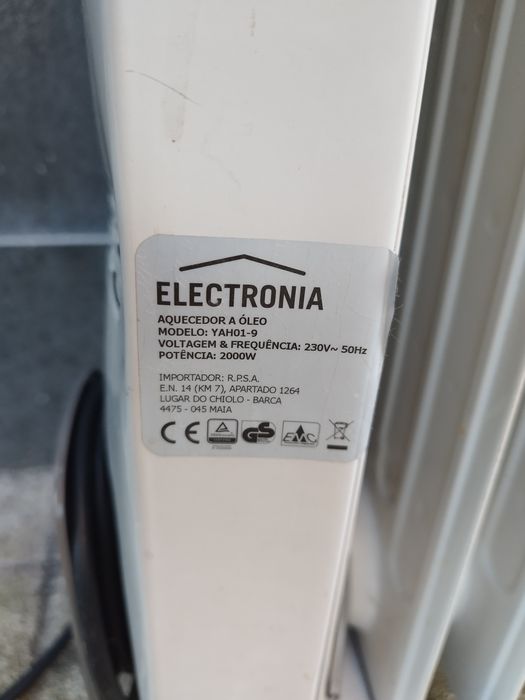 ELECTRONIA
AQUECEDOR A ÓLEO
MODELO: YAH01-9
VOLTAGEM & FREQUÊNCIA: 230V~ 50Hz
POTÊNCIA: 2000W
IMPORTADOR: R.P.S.A.
E.N. 14 (KM 7), APARTADO 1264
LUGAR DO CHIOLO - BARCA
4475 - 045 MAIA
CE GS EMC